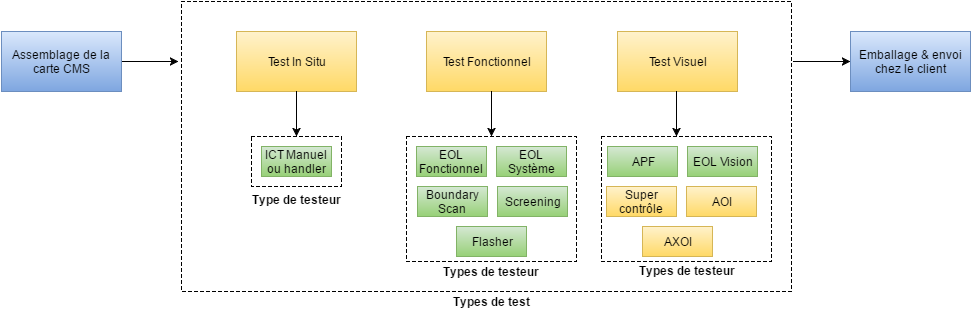 Assemblage de la
carte CMS
Test In Situ
Test Fonctionnel
Test Visuel
Emballage & envoi
chez le client
ICT Manuel
ou handler
Type de testeur
EOL
Fonctionnel
EOL
Système
Boundary
Scan
Screening
Flasher
Types de testeur
APF
EOL Vision
Super
contrôle
AOI
AXOI
Types de testeur
Types de test